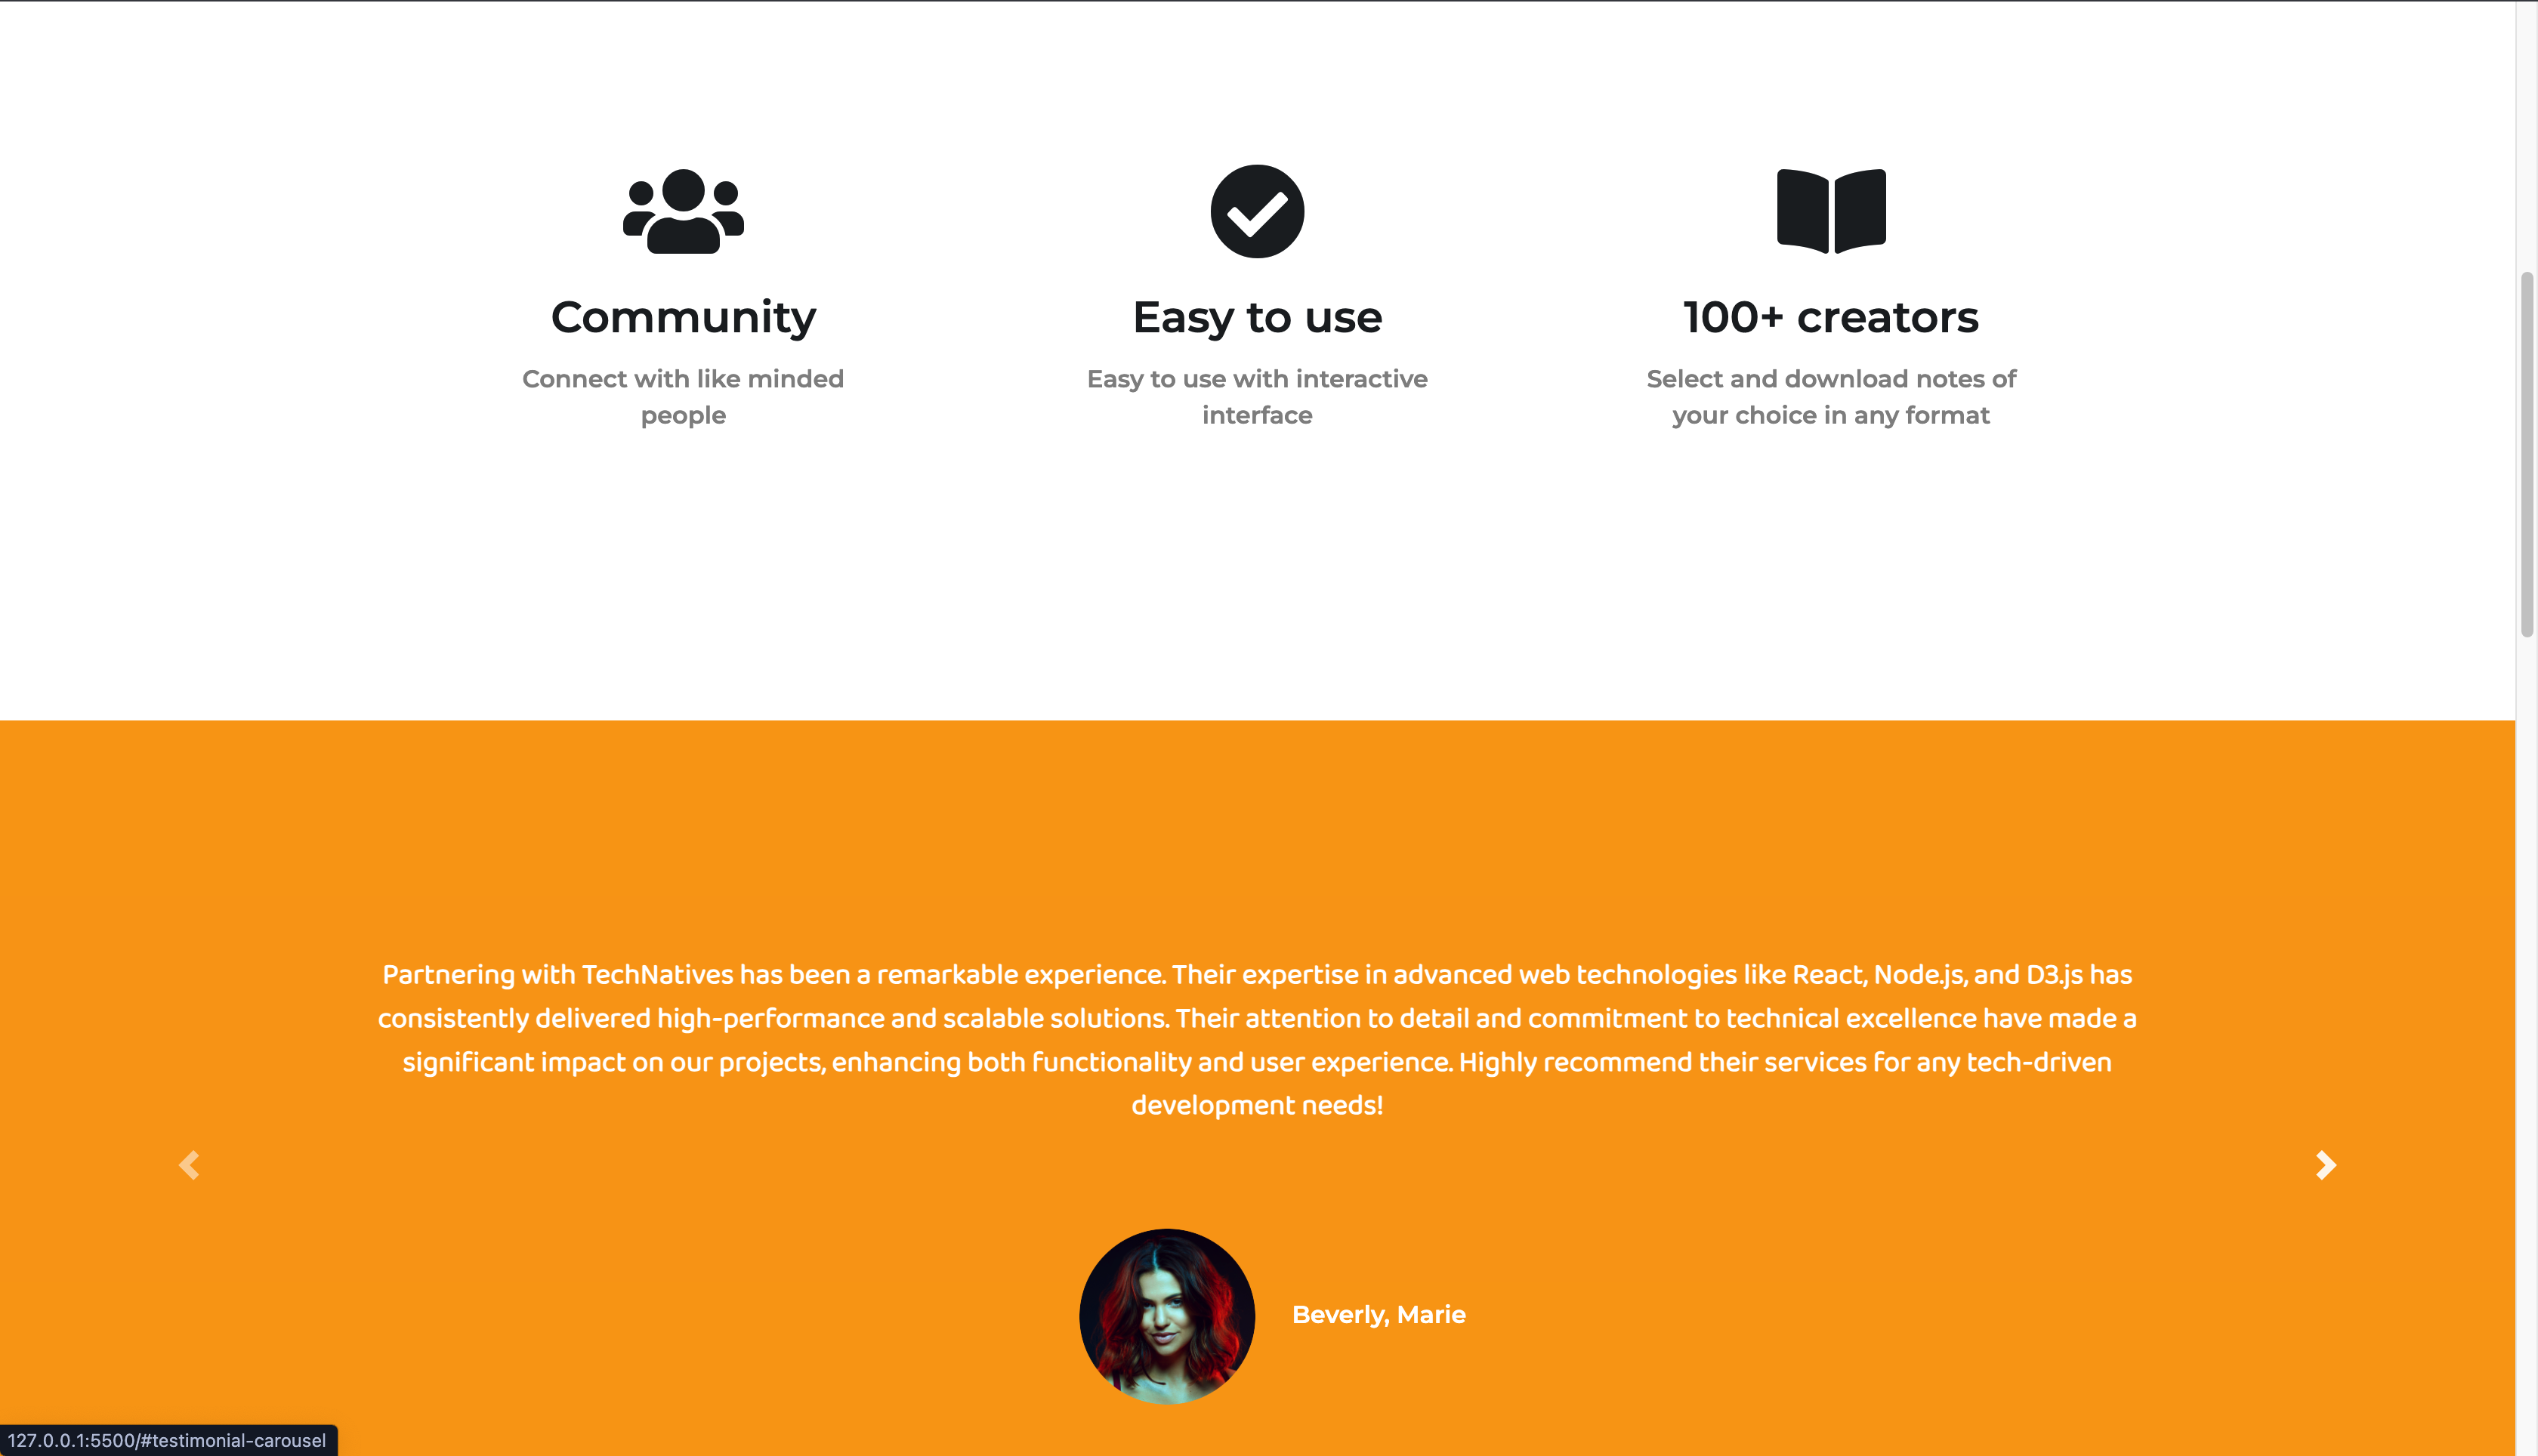 Community
Easy to use
100+ creators
Connect with like minded
people
Easy to use with interactive
interface
Select and download notes of
your choice in any format
Partnering with TechNatives has been a remarkable experience. Their expertise in advanced web technologies like React, Node.js, and D3.js has
consistently delivered high-performance and scalable solutions. Their attention to detail and commitment to technical excellence have made a
significant impact on our projects, enhancing both functionality and user experience. Highly recommend their services for any tech-driven
development needs!
Beverly, Marie
127.0.0.1:5500/#testimonial-carousel